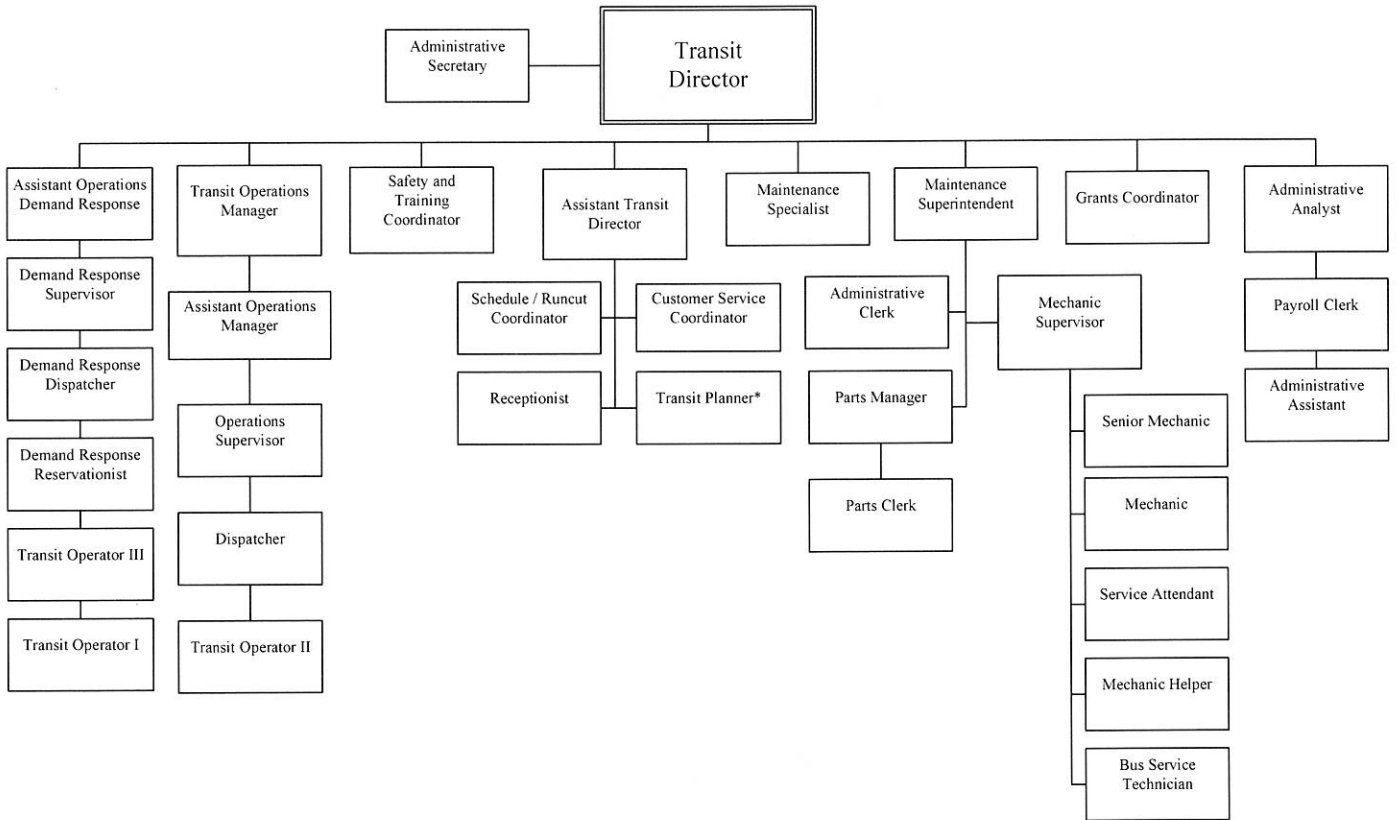 Administrative
Secretary
Transit
Director
Assistant Operations
Demand Response
Transit Operations
Manager
Safety and
Training
Coordinator
Assistant Transit
Director
Maintenance
Specialist
Maintenance
Superintendent
Grants Coordinator
Administrative
Analyst
Demand Response
Supervisor
Assistant Operations
Manager
Schedule / Runcut
Coordinator
Customer Service
Coordinator
Administrative
Clerk
Mechanic
Supervisor
Payroll Clerk
Demand Response
Dispatcher
Operations
Supervisor
Receptionist
Transit Planner*
Parts Manager
Senior Mechanic
Administrative
Assistant
Demand Response
Reservationist
Dispatcher
Parts Clerk
Mechanic
Transit Operator III
Service Attendant
Transit Operator I
Transit Operator II
Mechanic Helper
Bus Service
Technician